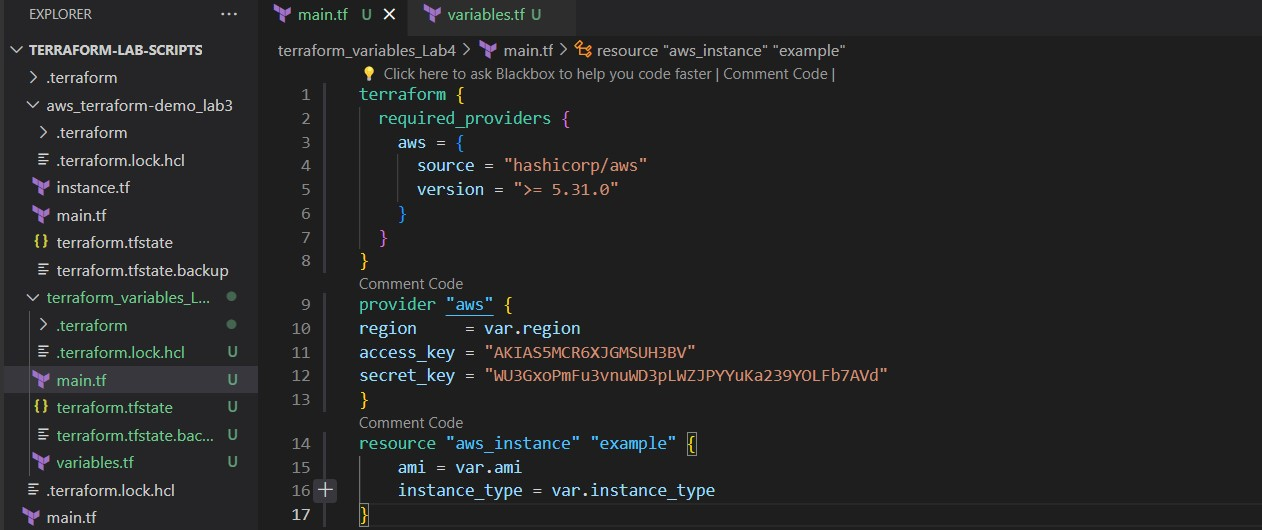 EXPLORER ···
TERRAFORM-LAB-SCRIPTS
.terraform
aws_terraform-demo_lab3
.terraform
.terraform.lock.hcl
instance.tf
main.tf
terraform.tfstate
terraform.tfstate.backup
terraform_variables_L...
.terraform
.terraform.lock.hcl U
main.tf U
terraform.tfstate U
terraform.tfstate.bac... U
variables.tf U
.terraform.lock.hcl
main.tf
main.tf U
variables.tf U
terraform_variables_Lab4 > main.tf > resource "aws_instance" "example"
Click here to ask Blackbox to help you code faster | Comment Code |
1 terraform {
2 required_providers {
3 aws = {
4 source = "hashicorp/aws"
5 version = ">= 5.31.0"
6 }
7 }
8 }
Comment Code
9 provider "aws" {
10 region = var.region
11 access_key = "AKIAS5MCR6XJGMSUH3BV"
12 secret_key = "WU3GxoPmFu3vnuWD3pLWZJPYYuKa239YOLFb7AVd"
13 }
Comment Code
14 resource "aws_instance" "example" {
15 ami = var.ami
16 instance_type = var.instance_type
17 }